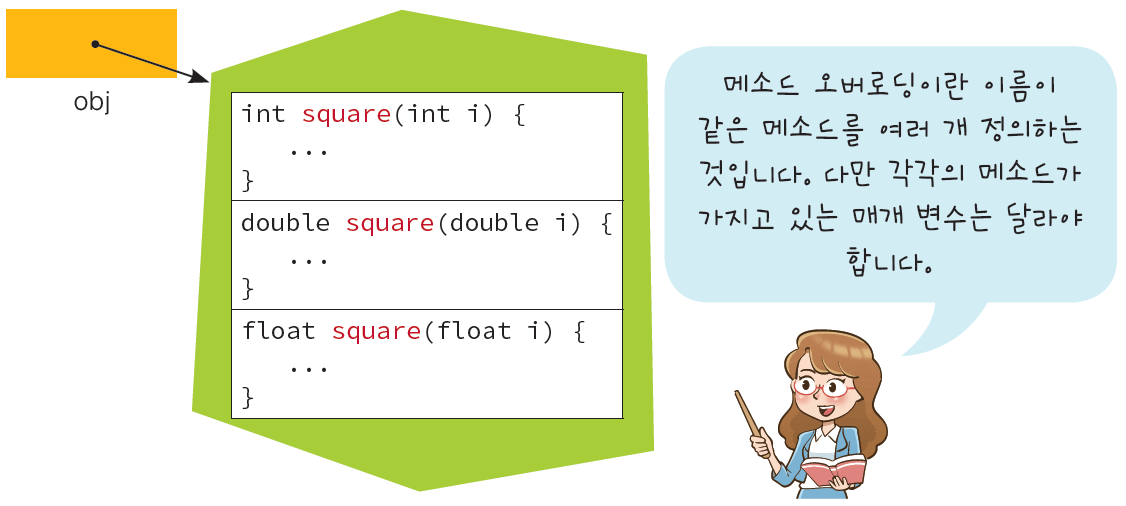 obj
int square(int i) {
...
}
double square(double i) {
...
}
float square(float i) {
...
}
메소드 오버로딩이란 이름이
같은 메소드를 여러 개 정의하는
것입니다. 다만 각각의 메소드가
가지고 있는 매개 변수는 달라야
합니다.